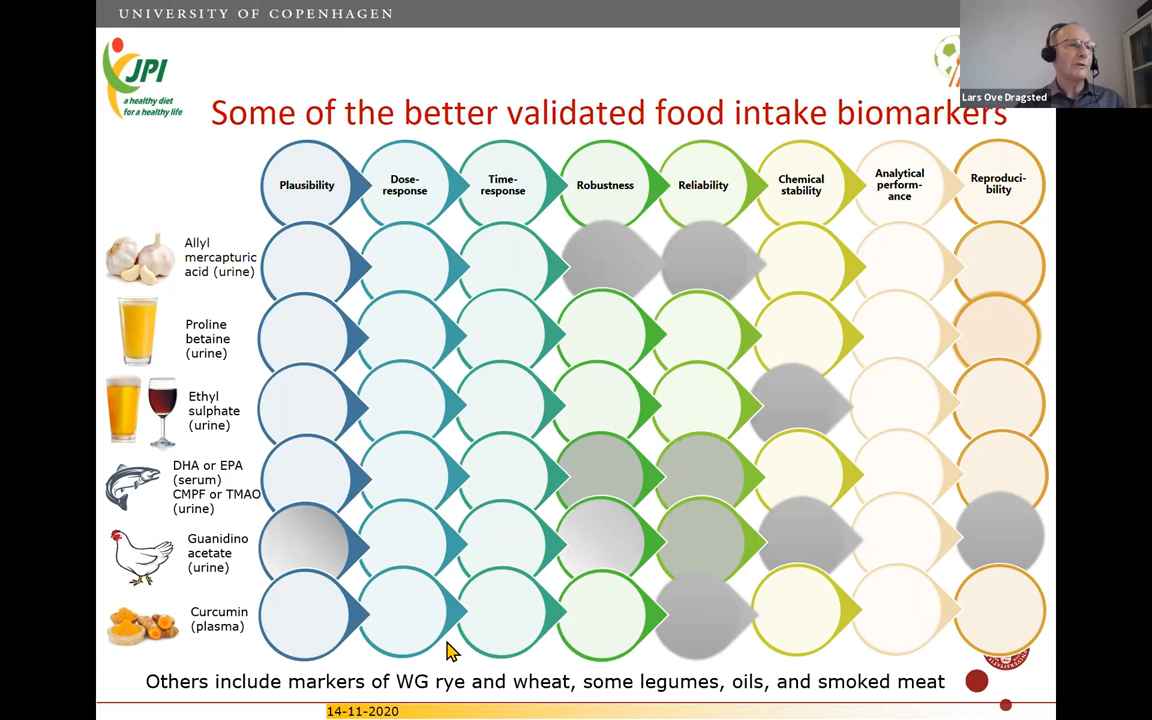 UNIVERSITY OF COPENHAGEN
JPI
a healthy diet
for a healthy life
Lars Ove Dragsted
Some of the better validated food intake biomarkers
Plausibility
Dose-
response
Time-
response
Robustness
Reliability
Chemical
stability
Analytical
perform-
ance
Reproduci-
bility
Allyl
mercapturic
acid (urine)
Proline
betaine
(urine)
Ethyl
sulphate
(urine)
DHA or EPA
(serum)
CMPF or TMAO
(urine)
Guanidino
acetate
(urine)
Curcumin
(plasma)
Others include markers of WG rye and wheat, some legumes, oils, and smoked meat
14-11-2020